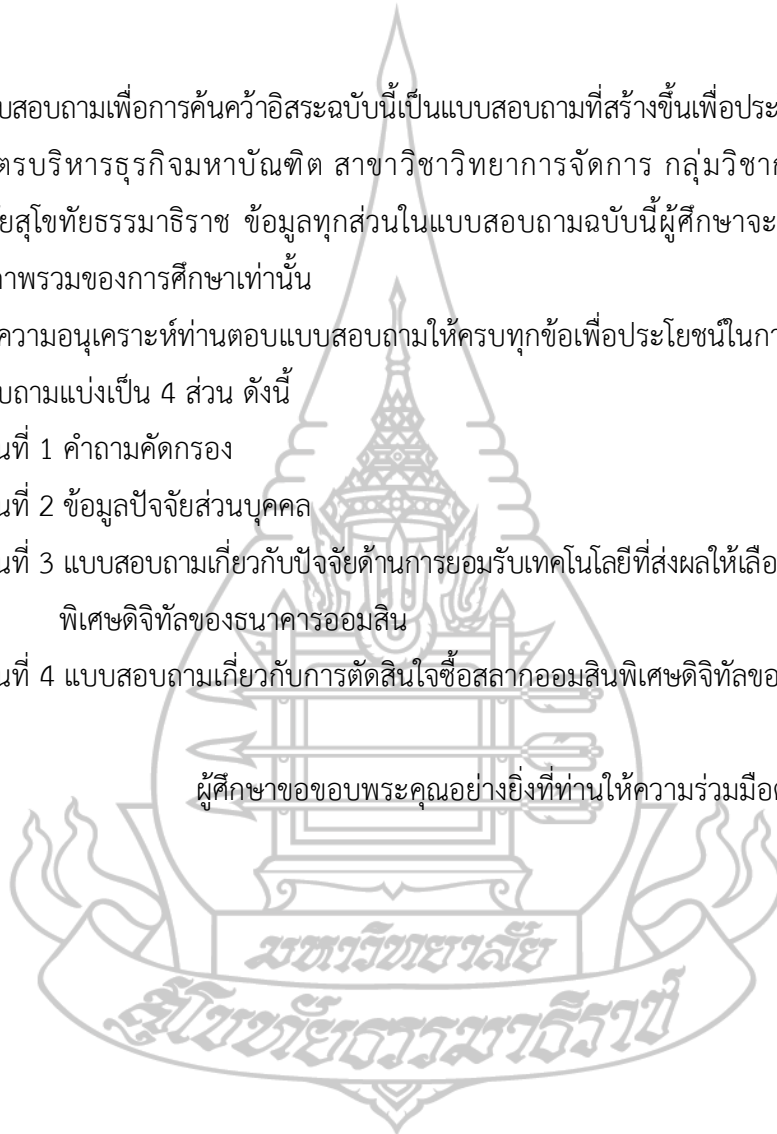 บสอบถามเพื่อการค้นคว้าอิสระฉบับนี้เป็นแบบสอบถามที่สร้างขึ้นเพื่อประ
ตรบริหารธุรกิจมหาบัณฑิต สาขาวิชาวิทยาการจัดการ กลุ่มวิชาก
ัยสุโขทัยธรรมาธิราช ข้อมูลทุกส่วนในแบบสอบถามฉบับนี้ผู้ศึกษาจะ
าพรวมของการศึกษาเท่านั้น
ความอนุเคราะห์ท่านตอบแบบสอบถามให้ครบทุกข้อเพื่อประโยชน์ในกา
บถามแบ่งเป็น 4 ส่วน ดังนี้
นที่ 1 คำถามคัดกรอง
นที่ 2 ข้อมูลปัจจัยส่วนบุคคล
นที่ 3 แบบสอบถามเกี่ยวกับปัจจัยด้านการยอมรับเทคโนโลยีที่ส่งผลให้เลือ
พิเศษดิจิทัลของธนาคารออมสิน
นที่ 4 แบบสอบถามเกี่ยวกับการตัดสินใจซื้อสลากออมสินพิเศษดิจิทัลขอ
ผู้ศึกษาขอขอบพระคุณอย่างยิ่งที่ท่านให้ความร่วมมือต
มหาวิทยาลัย
สุโขทัยธรรมาธิราช